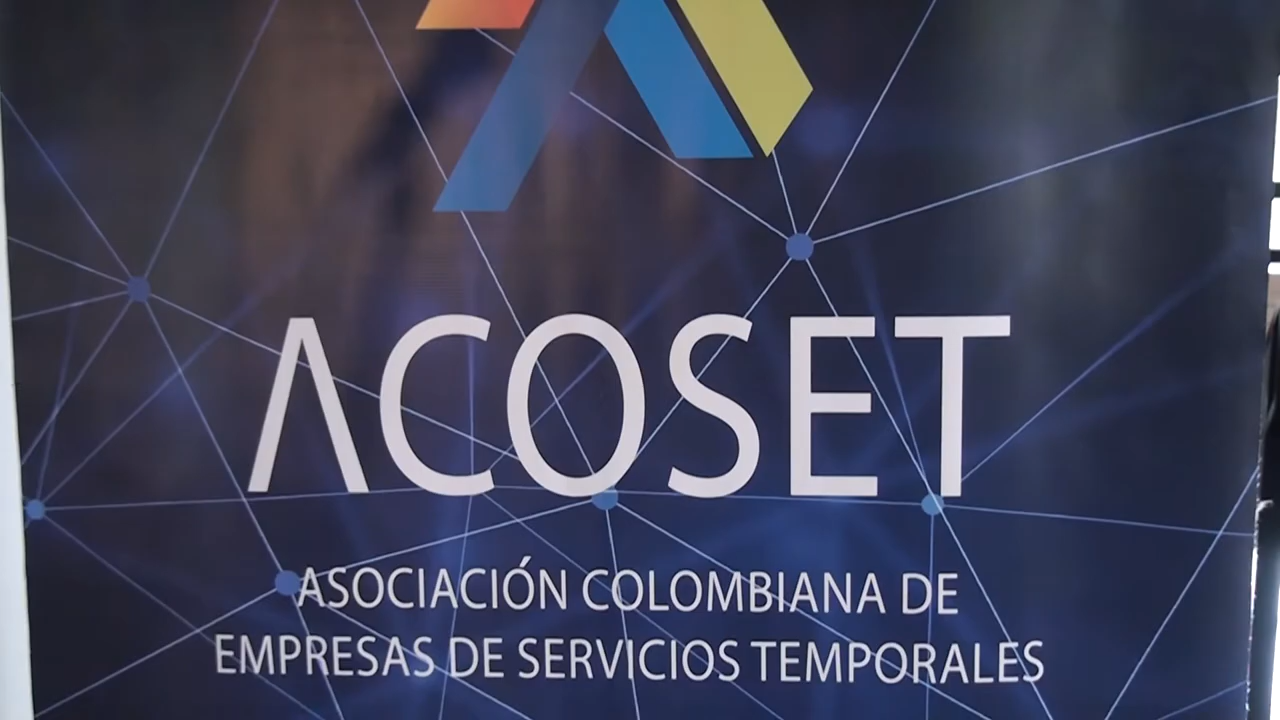 ACOSET
ASOCIACIÓN COLOMBIANA DE
EMPRESAS DE SERVICIOS TEMPORALES